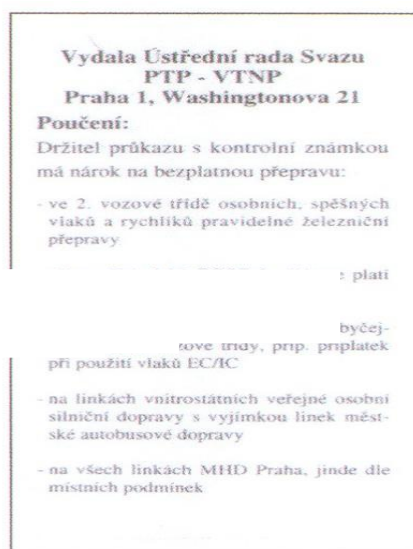 Vydala Ústřední rada Svazu
PTP - VTNP
Praha 1, Washingtonova 21
Poučení:
Držitel průkazu s kontrolní známkou
má nárok na bezplatnou přepravu:
- ve 2. vozové třídě osobních, spěšných
vlaků a rychlíků pravidelné železniční
přepravy
platí
byčej-
tové třídy, příp. příplatek
při použití vlaků EC/IC
- na linkách vnitrostátních veřejné osobní
silniční dopravy s vyjímkou linek měst-
ské autobusové dopravy
- na všech linkách MHD Praha, jinde dle
místních podmínek